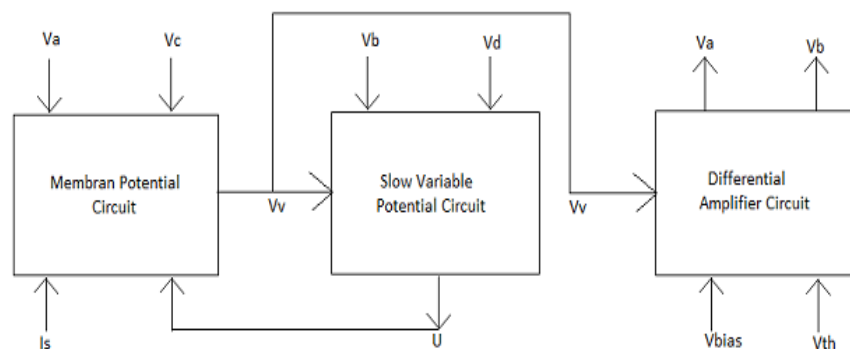 Va
Vc
Vb
Vd
Va
Vb
Membran Potential
Circuit
Slow Variable
Potential Circuit
Differential
Amplifier Circuit
Vv
Vv
Is
U
Vbias
Vth